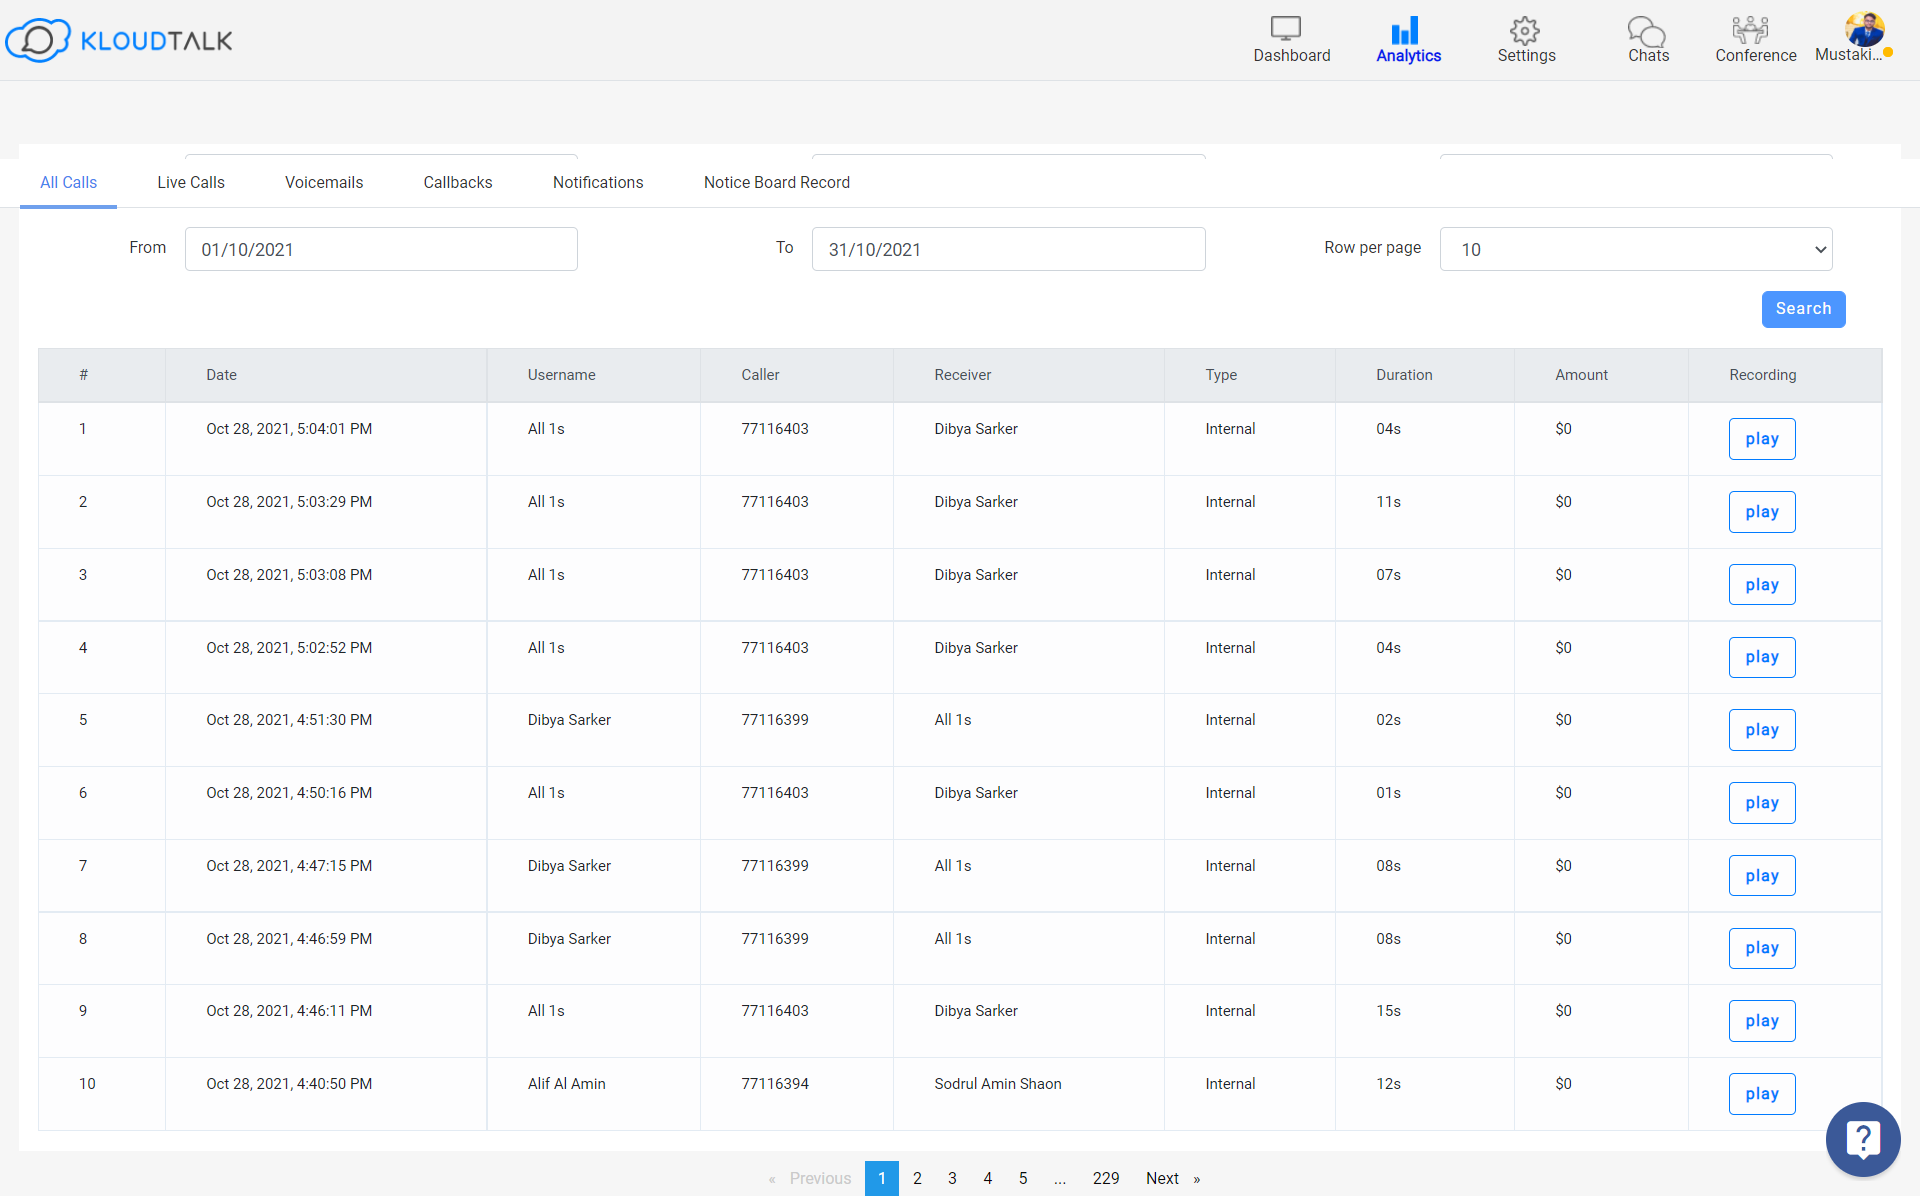 KLOUDTALK
Dashboard Analytics Settings Chats Conference Mustaki...
All Calls Live Calls Voicemails Callbacks Notifications Notice Board Record
From 01/10/2021 To 31/10/2021 Row per page 10
Search
# Date Username Caller Receiver Type Duration Amount Recording
1 Oct 28, 2021, 5:04:01 PM All 1s 77116403 Dibya Sarker Internal 04s $0 play
2 Oct 28, 2021, 5:03:29 PM All 1s 77116403 Dibya Sarker Internal 11s $0 play
3 Oct 28, 2021, 5:03:08 PM All 1s 77116403 Dibya Sarker Internal 07s $0 play
4 Oct 28, 2021, 5:02:52 PM All 1s 77116403 Dibya Sarker Internal 04s $0 play
5 Oct 28, 2021, 4:51:30 PM Dibya Sarker 77116399 All 1s Internal 02s $0 play
6 Oct 28, 2021, 4:50:16 PM All 1s 77116403 Dibya Sarker Internal 01s $0 play
7 Oct 28, 2021, 4:47:15 PM Dibya Sarker 77116399 All 1s Internal 08s $0 play
8 Oct 28, 2021, 4:46:59 PM Dibya Sarker 77116399 All 1s Internal 08s $0 play
9 Oct 28, 2021, 4:46:11 PM All 1s 77116403 Dibya Sarker Internal 15s $0 play
10 Oct 28, 2021, 4:40:50 PM Alif Al Amin 77116394 Sodrul Amin Shaon Internal 12s $0 play
?
« Previous 1 2 3 4 5 ... 229 Next »